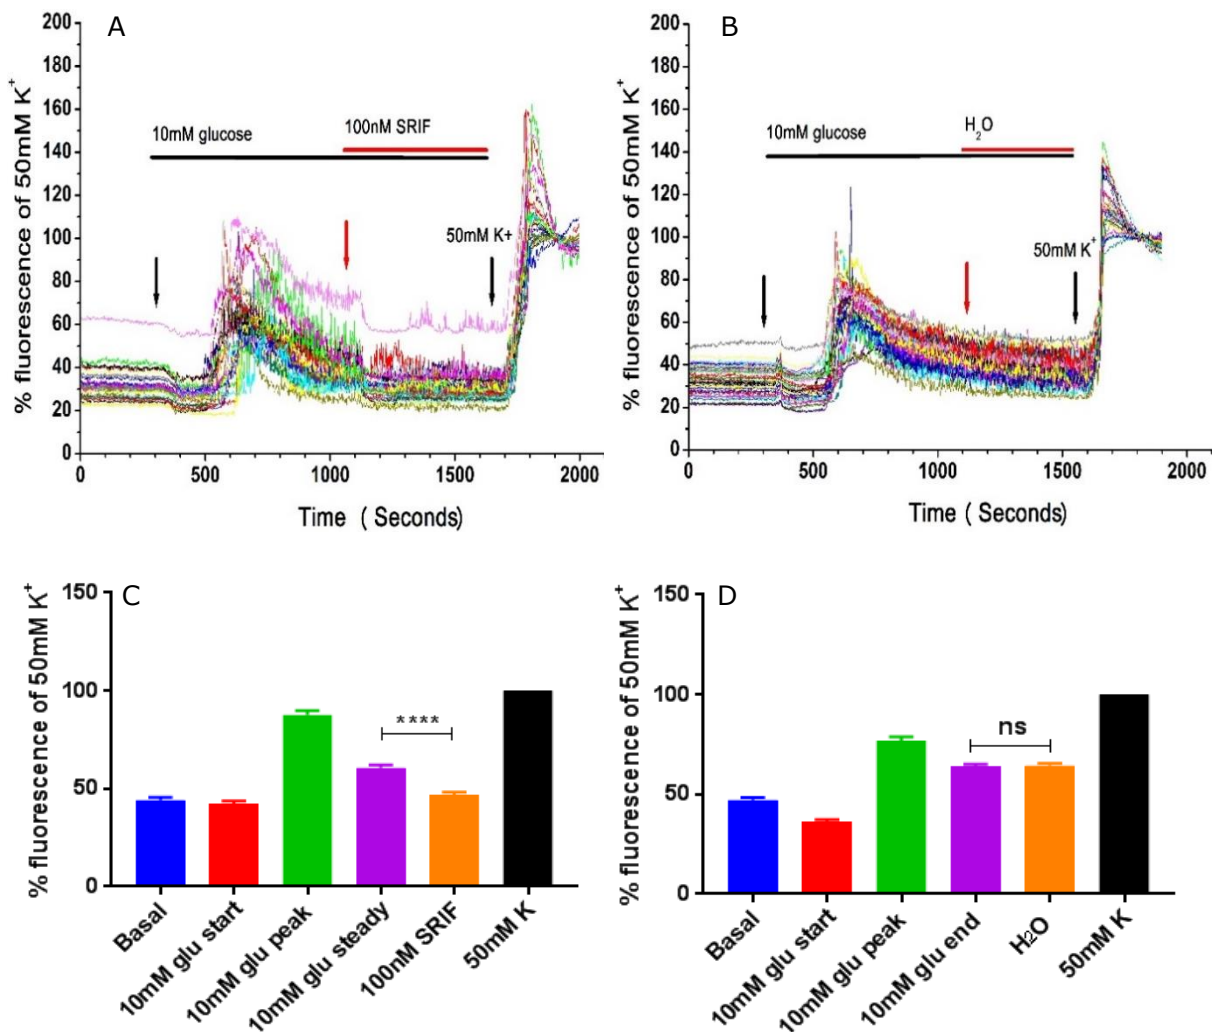 A
% fluorescence of 50mM K+
200
180
160
140
120
100
80
60
40
20
0
10mM glucose
100nM SRIF
50mM K+
0
500
1000
1500
2000
Time ( Seconds)
B
% fluorescence of 50mM K+
200
180
160
140
120
100
80
60
40
20
0
10mM glucose
H2O
50mM K+
0
500
1000
1500
2000
Time ( Seconds)
C
% fluorescence of 50mM K+
150
100
50
0
****
Basal
10mM glu start
10mM glu peak
10mM glu steady
100nM SRIF
50mM K
D
% fluorescence of 50mM K+
150
100
50
0
ns
Basal
10mM glu start
10mM glu peak
10mM glu end
H2O
50mM K